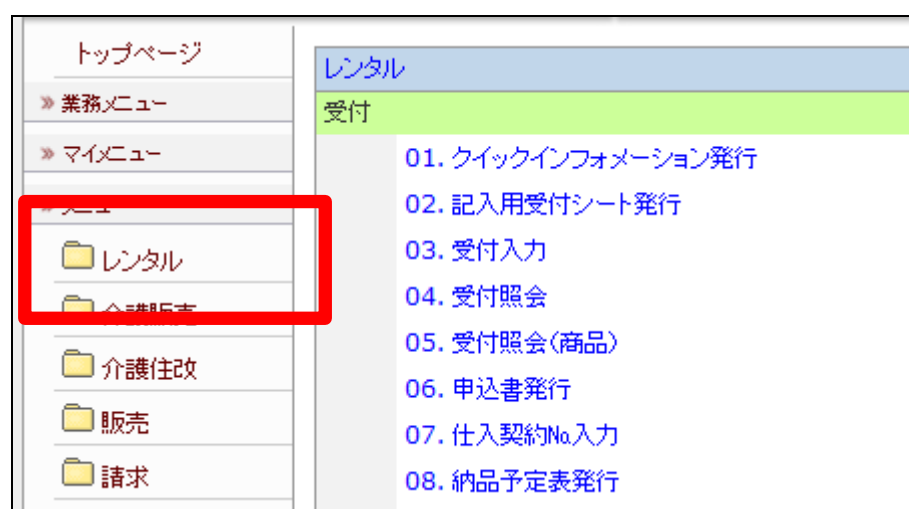 トップページ
» 業務メニュー
» マイメニュー
レンタル
介護住改
販売
請求
レンタル
受付
01. クイックインフォメーション発行
02. 記入用受付シート発行
03. 受付入力
04. 受付照会
05. 受付照会(商品)
06. 申込書発行
07. 仕入契約№入力
08. 納品予定表発行